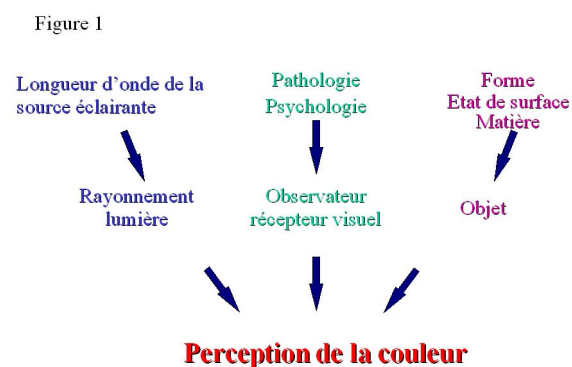 Figure 1
Longueur d'onde de la
source éclairante
Pathologie
Psychologie
Forme
Etat de surface
Matière
Rayonnement
lumière
Observateur
récepteur visuel
Objet
Perception de la couleur